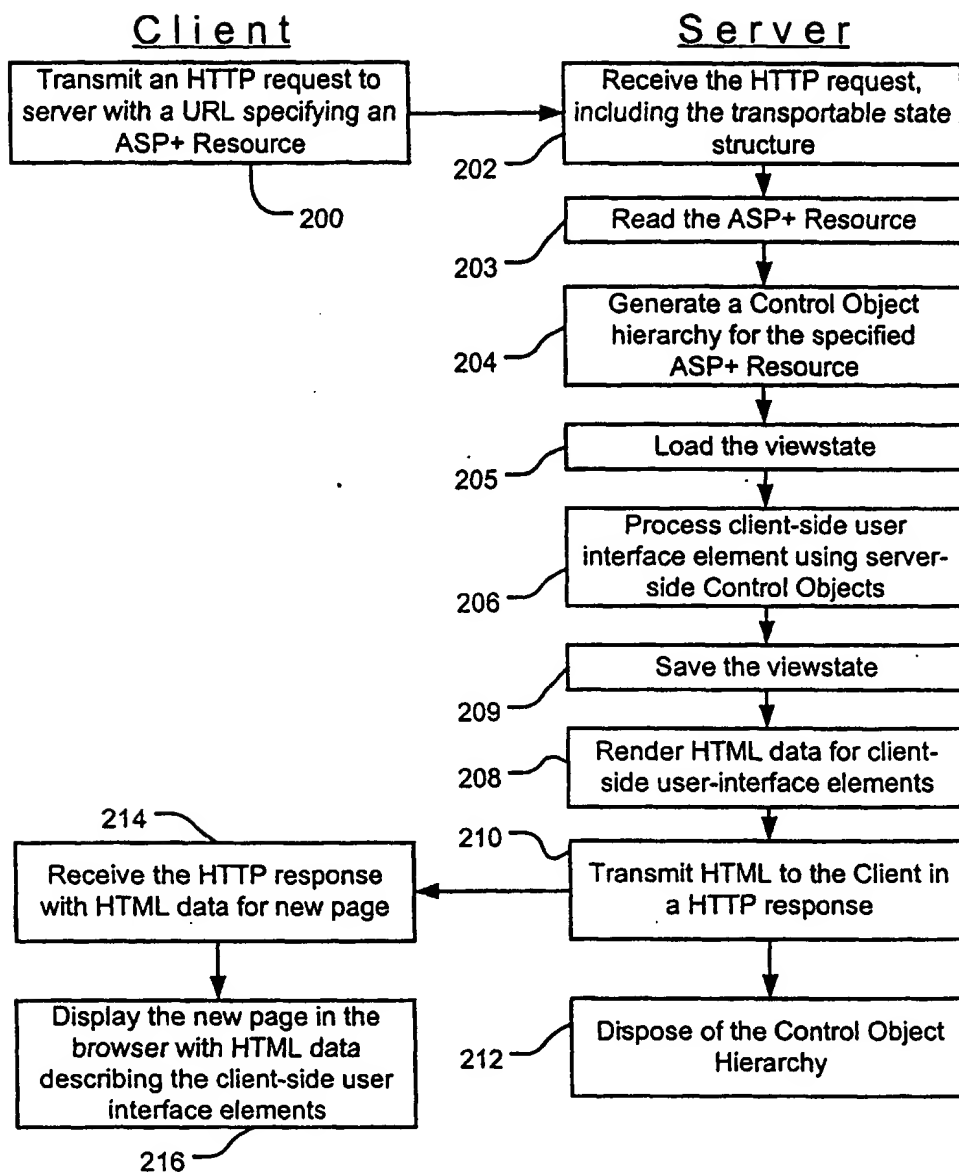 Client
Server
Transmit an HTTP request to
server with a URL specifying an
ASP+ Resource
200
Receive the HTTP request,
including the transportable state
structure
202
Read the ASP+ Resource
203
Generate a Control Object
hierarchy for the specified
ASP+ Resource
204
Load the viewstate
205
Process client-side user
interface element using server-
side Control Objects
206
Save the viewstate
209
Render HTML data for client-
side user-interface elements
208
210
Transmit HTML to the Client in
a HTTP response
214
Receive the HTTP response
with HTML data for new page
Display the new page in the
browser with HTML data
describing the client-side user
interface elements
216
Dispose of the Control Object
Hierarchy
212